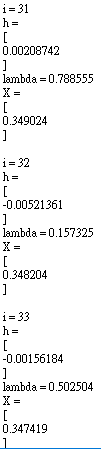 i = 31
h =
[
0.00208742
]
lambda = 0.788555
X =
[
0.349024
]
i = 32
h =
[
-0.00521361
]
lambda = 0.157325
X =
[
0.348204
]
i = 33
h =
[
-0.00156184
]
lambda = 0.502504
X =
[
0.347419
]